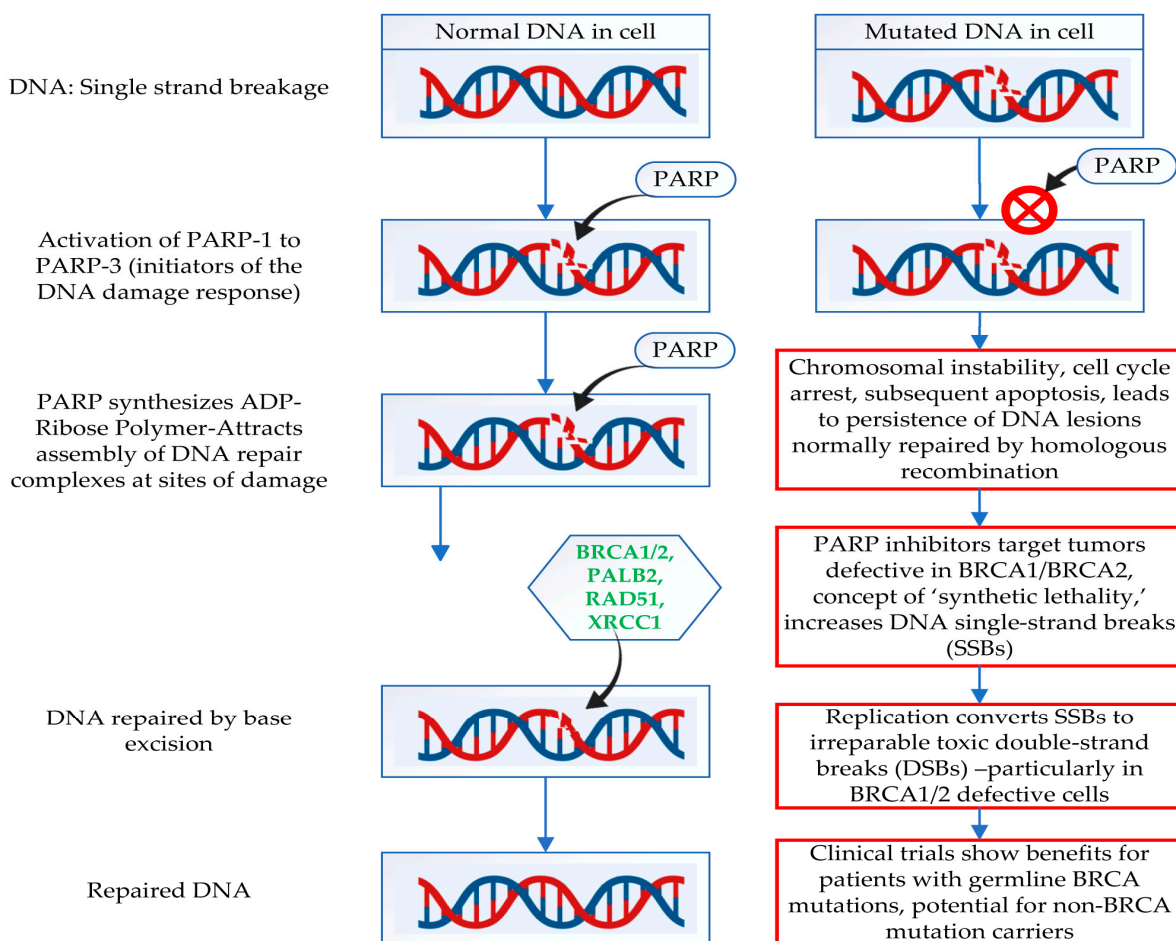 Normal DNA in cell
Mutated DNA in cell
DNA: Single strand breakage
PARP
PARP
Activation of PARP-1 to
PARP-3 (initiators of the
DNA damage response)
PARP
PARP synthesizes ADP-
Ribose Polymer-Attracts
assembly of DNA repair
complexes at sites of damage
Chromosomal instability, cell cycle
arrest, subsequent apoptosis, leads
to persistence of DNA lesions
normally repaired by homologous
recombination
BRCA1/2,
PALB2,
RAD51,
XRCC1
PARP inhibitors target tumors
defective in BRCA1/BRCA2,
concept of ‘synthetic lethality,’
increases DNA single-strand breaks
(SSBs)
DNA repaired by base
excision
Replication converts SSBs to
irreparable toxic double-strand
breaks (DSBs) –particularly in
BRCA1/2 defective cells
Repaired DNA
Clinical trials show benefits for
patients with germline BRCA
mutations, potential for non-BRCA
mutation carriers